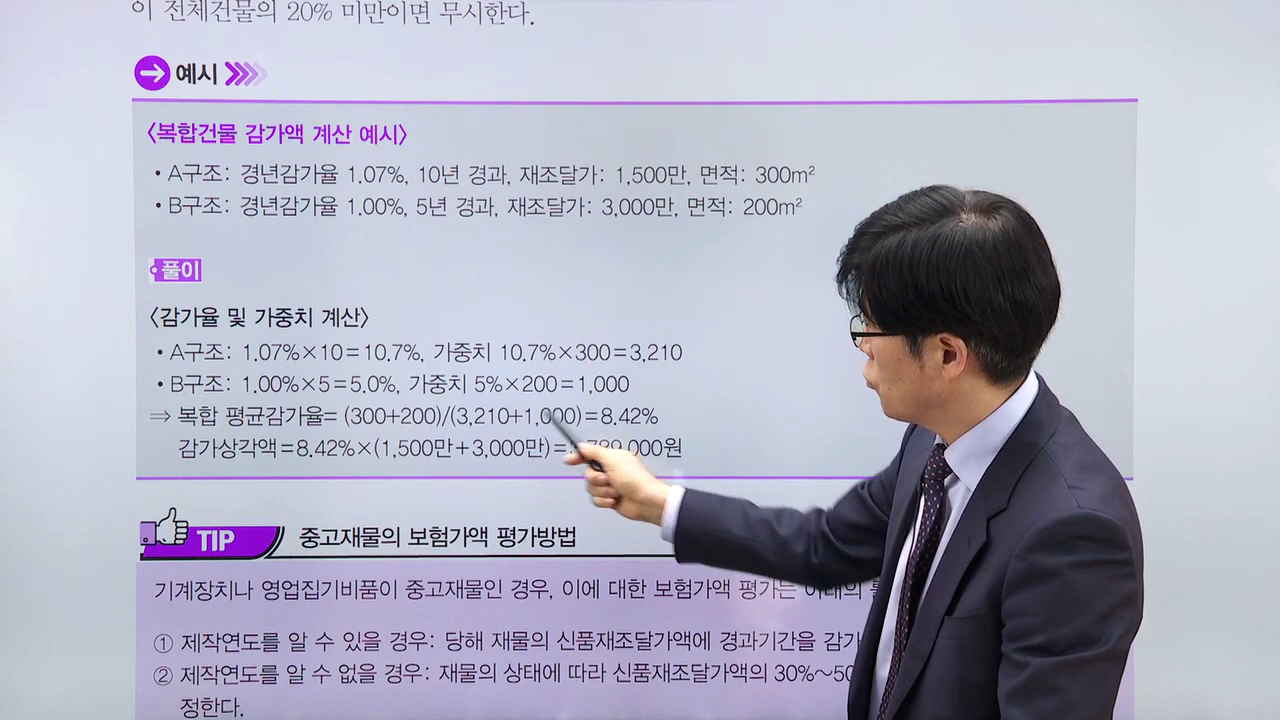 이 전체건물의 20% 미만이면 무시한다.
예시
〈복합건물 감가액 계산 예시〉
• A구조: 경년감가율 1.07%, 10년 경과, 재조달가: 1,500만, 면적: 300m²
• B구조: 경년감가율 1.00%, 5년 경과, 재조달가: 3,000만, 면적: 200m²
풀이
〈감가율 및 가중치 계산〉
• A구조: 1.07%×10=10.7%, 가중치 10.7%×300=3,210
• B구조: 1.00%×5=5.0%, 가중치 5%×200=1,000
⇒ 복합 평균감가율= (300+200)/(3,210+1,000)=8.42%
감가상각액=8.42%×(1,500만+3,000만)=
TIP 중고재물의 보험가액 평가방법
기계장치나 영업집기비품이 중고재물인 경우, 이에 대한 보험가액 평가는 아래의
① 제작연도를 알 수 있을 경우: 당해 재물의 신품재조달가액에 경과기간을 감가
② 제작연도를 알 수 없을 경우: 재물의 상태에 따라 신품재조달가액의 30%~50
정한다.